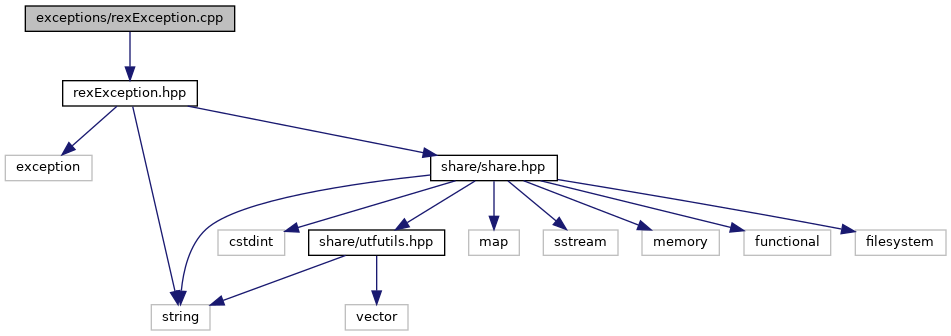 exceptions/rexException.cpp
rexException.hpp
exception
share/share.hpp
cstdint
share/utfutils.hpp
map
sstream
memory
functional
filesystem
string
vector